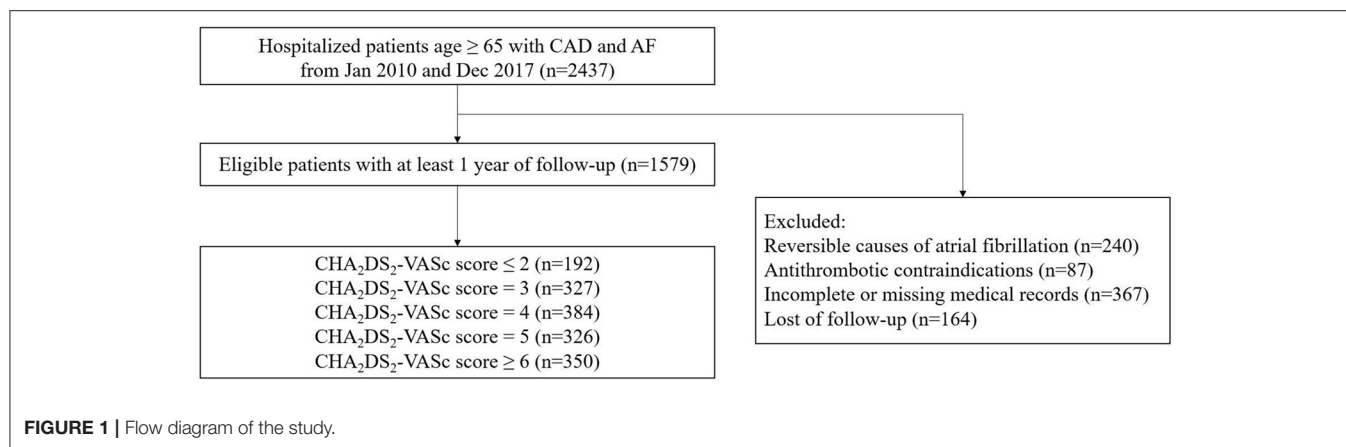 Hospitalized patients age ≥ 65 with CAD and AF
from Jan 2010 and Dec 2017 (n=2437)
Eligible patients with at least 1 year of follow-up (n=1579)
Excluded:
Reversible causes of atrial fibrillation (n=240)
Antithrombotic contraindications (n=87)
Incomplete or missing medical records (n=367)
Lost of follow-up (n=164)
CHA₂DS₂-VASc score ≤ 2 (n=192)
CHA₂DS₂-VASc score = 3 (n=327)
CHA₂DS₂-VASc score = 4 (n=384)
CHA₂DS₂-VASc score = 5 (n=326)
CHA₂DS₂-VASc score ≥ 6 (n=350)
FIGURE 1 | Flow diagram of the study.